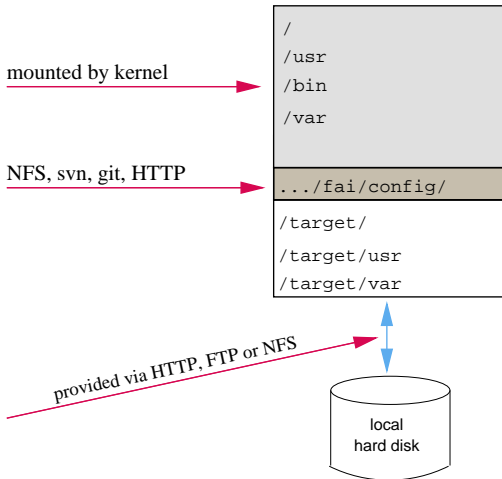 /
/usr
mounted by kernel
/bin
/var
NFS, svn, git, HTTP
.../fai/config/
/target/
/target/usr
/target/var
provided via HTTP, FTP or NFS
local
hard disk